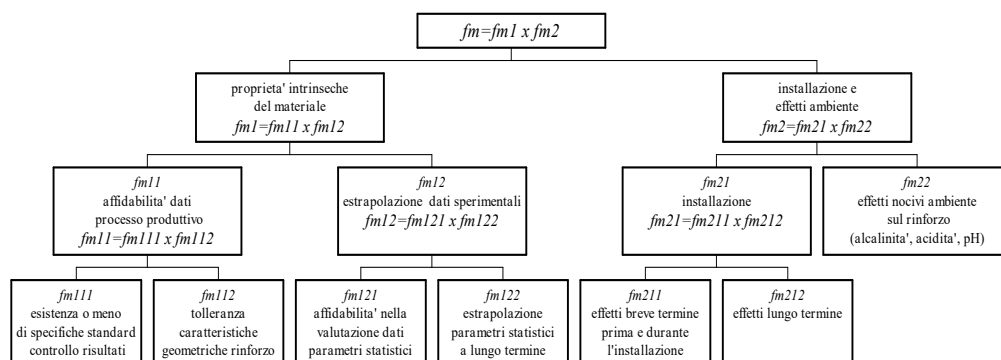 fm=fm1 x fm2
proprieta' intrinseche
del materiale
fm1=fm11 x fm12
installazione e
effetti ambiente
fm2=fm21 x fm22
fm11
affidabilita' dati
processo produttivo
fm11=fm111 x fm112
fm12
estrapolazione dati sperimentali
fm12=fm121 x fm122
fm21
installazione
fm21=fm211 x fm212
fm22
effetti nocivi ambiente
sul rinforzo
(alcalinita', acidita', pH)
fm111
esistenza o meno
di specifiche standard
controllo risultati
fm112
tolleranza
caratteristiche
geometriche rinforzo
fm121
affidabilita' nella
valutazione dati
parametri statistici
fm122
estrapolazione
parametri statistici
a lungo termine
fm211
effetti breve termine
prima e durante
l'installazione
fm212
effetti lungo termine